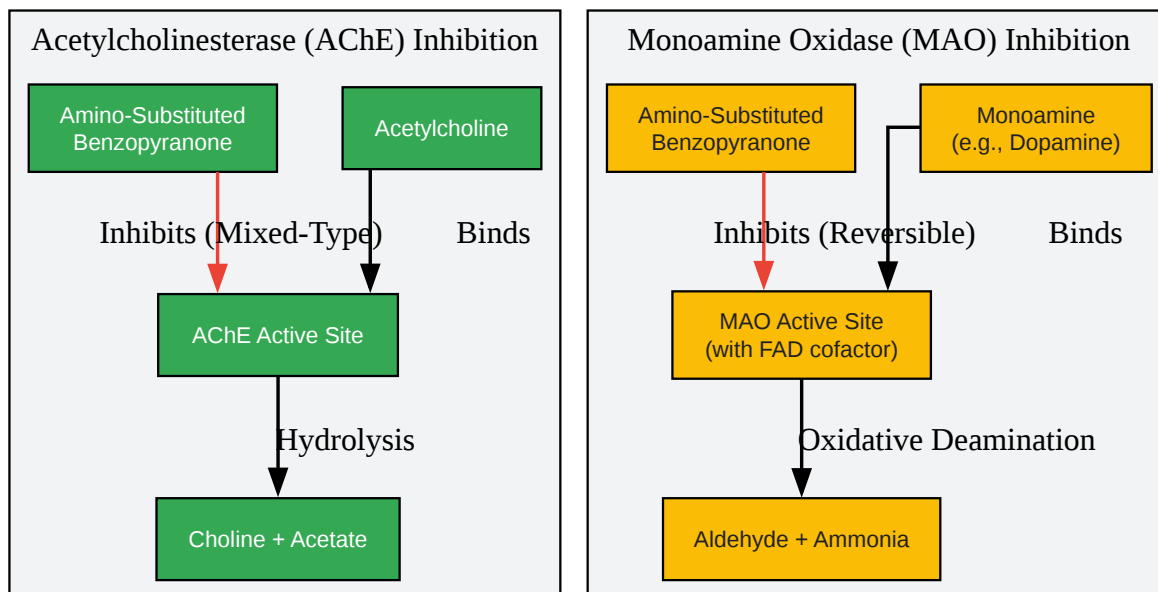 Acetylcholinesterase (AChE) Inhibition
Amino-Substituted
Benzopyranone
Acetylcholine
Inhibits (Mixed-Type)
Binds
AChE Active Site
Hydrolysis
Choline + Acetate
Monoamine Oxidase (MAO) Inhibition
Amino-Substituted
Benzopyranone
Monoamine
(e.g., Dopamine)
Inhibits (Reversible)
Binds
MAO Active Site
(with FAD cofactor)
Oxidative Deamination
Aldehyde + Ammonia